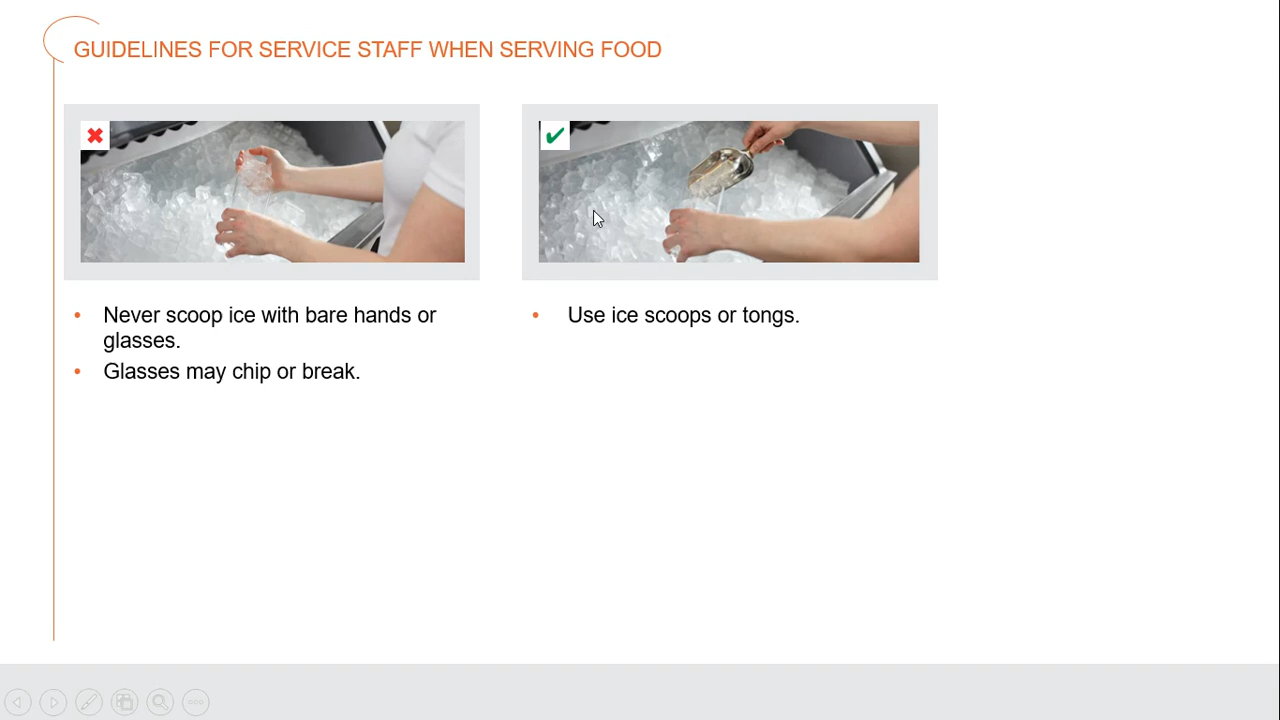 GUIDELINES FOR SERVICE STAFF WHEN SERVING FOOD
• Never scoop ice with bare hands or
glasses.
• Glasses may chip or break.
• Use ice scoops or tongs.